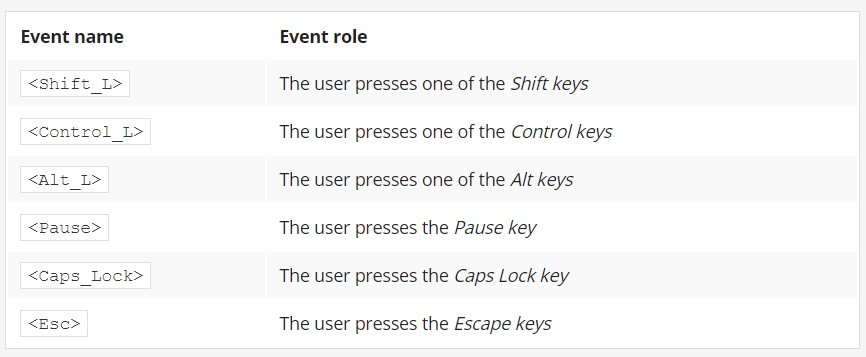 Event name Event role
<Shift_L> The user presses one of the Shift keys
<Control_L> The user presses one of the Control keys
<Alt_L> The user presses one of the Alt keys
<Pause> The user presses the Pause key
<Caps_Lock> The user presses the Caps Lock key
<Esc> The user presses the Escape keys